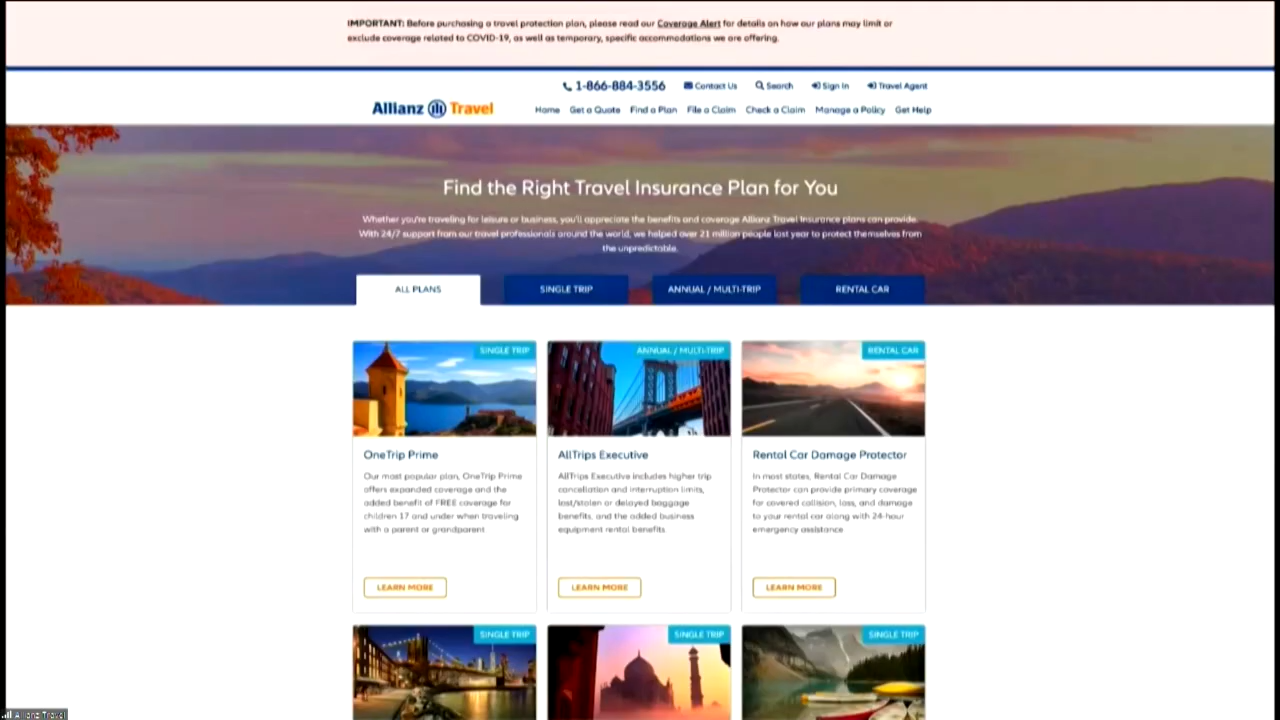 IMPORTANT: Before purchasing a travel protection plan, please read our Coverage Alert for details on how our plans may limit or
exclude coverage related to COVID-19, as well as temporary, specific accommodations we are offering.
1-866-884-3556 Contact Us Search Sign In Travel Agent
Allianz Travel
Home Get a Quote Find a Plan File a Claim Check a Claim Manage a Policy Get Help
Find the Right Travel Insurance Plan for You
Whether you're traveling for leisure or business, you'll appreciate the benefits and coverage Allianz Travel Insurance plans can provide.
With 24/7 support from our travel professionals around the world, we helped over 21 million people last year to protect themselves from
the unpredictable.
ALL PLANS SINGLE TRIP ANNUAL / MULTI-TRIP RENTAL CAR
SINGLE TRIP
OneTrip Prime
Our most popular plan, OneTrip Prime
offers expanded coverage and the
added benefit of FREE coverage for
children 17 and under when traveling
with a parent or grandparent
LEARN MORE
ANNUAL / MULTI-TRIP
AllTrips Executive
AllTrips Executive includes higher trip
cancellation and interruption limits,
lost/stolen or delayed baggage
benefits, and the added business
equipment rental benefits
LEARN MORE
RENTAL CAR
Rental Car Damage Protector
In most states, Rental Car Damage
Protector can provide primary coverage
for covered collision, loss, and damage
to your rental car along with 24-hour
emergency assistance
LEARN MORE
SINGLE TRIP
SINGLE TRIP
SINGLE TRIP
Allianz Travel